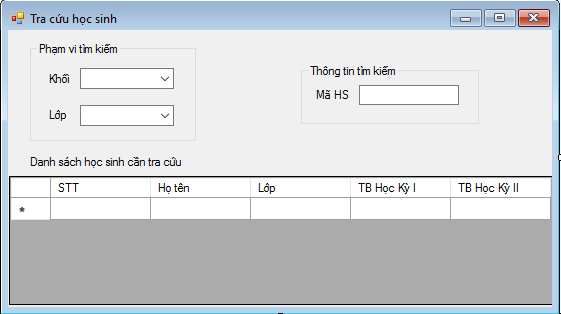 Tra cứu học sinh
Phạm vi tìm kiếm
Khối
Lớp
Thông tin tìm kiếm
Mã HS
Danh sách học sinh cần tra cứu
STT Họ tên Lớp TB Học Kỳ I TB Học Kỳ II
*